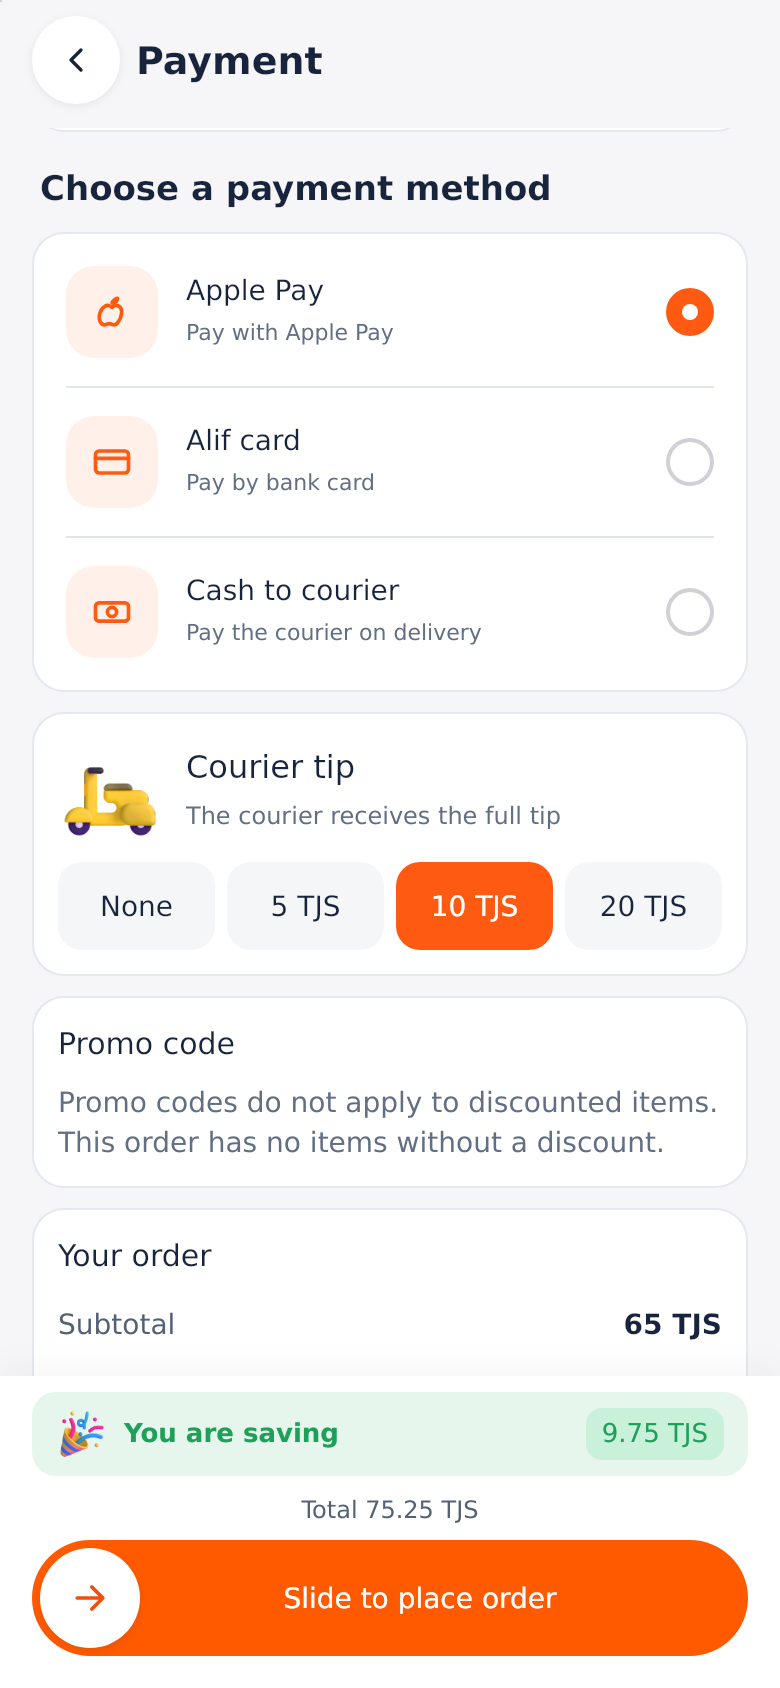 Payment
Choose a payment method
Apple Pay
Pay with Apple Pay
Alif card
Pay by bank card
Cash to courier
Pay the courier on delivery
Courier tip
The courier receives the full tip
None
5 TJS
10 TJS
20 TJS
Promo code
Promo codes do not apply to discounted items.
This order has no items without a discount.
Your order
Subtotal 65 TJS
You are saving 9.75 TJS
Total 75.25 TJS
Slide to place order